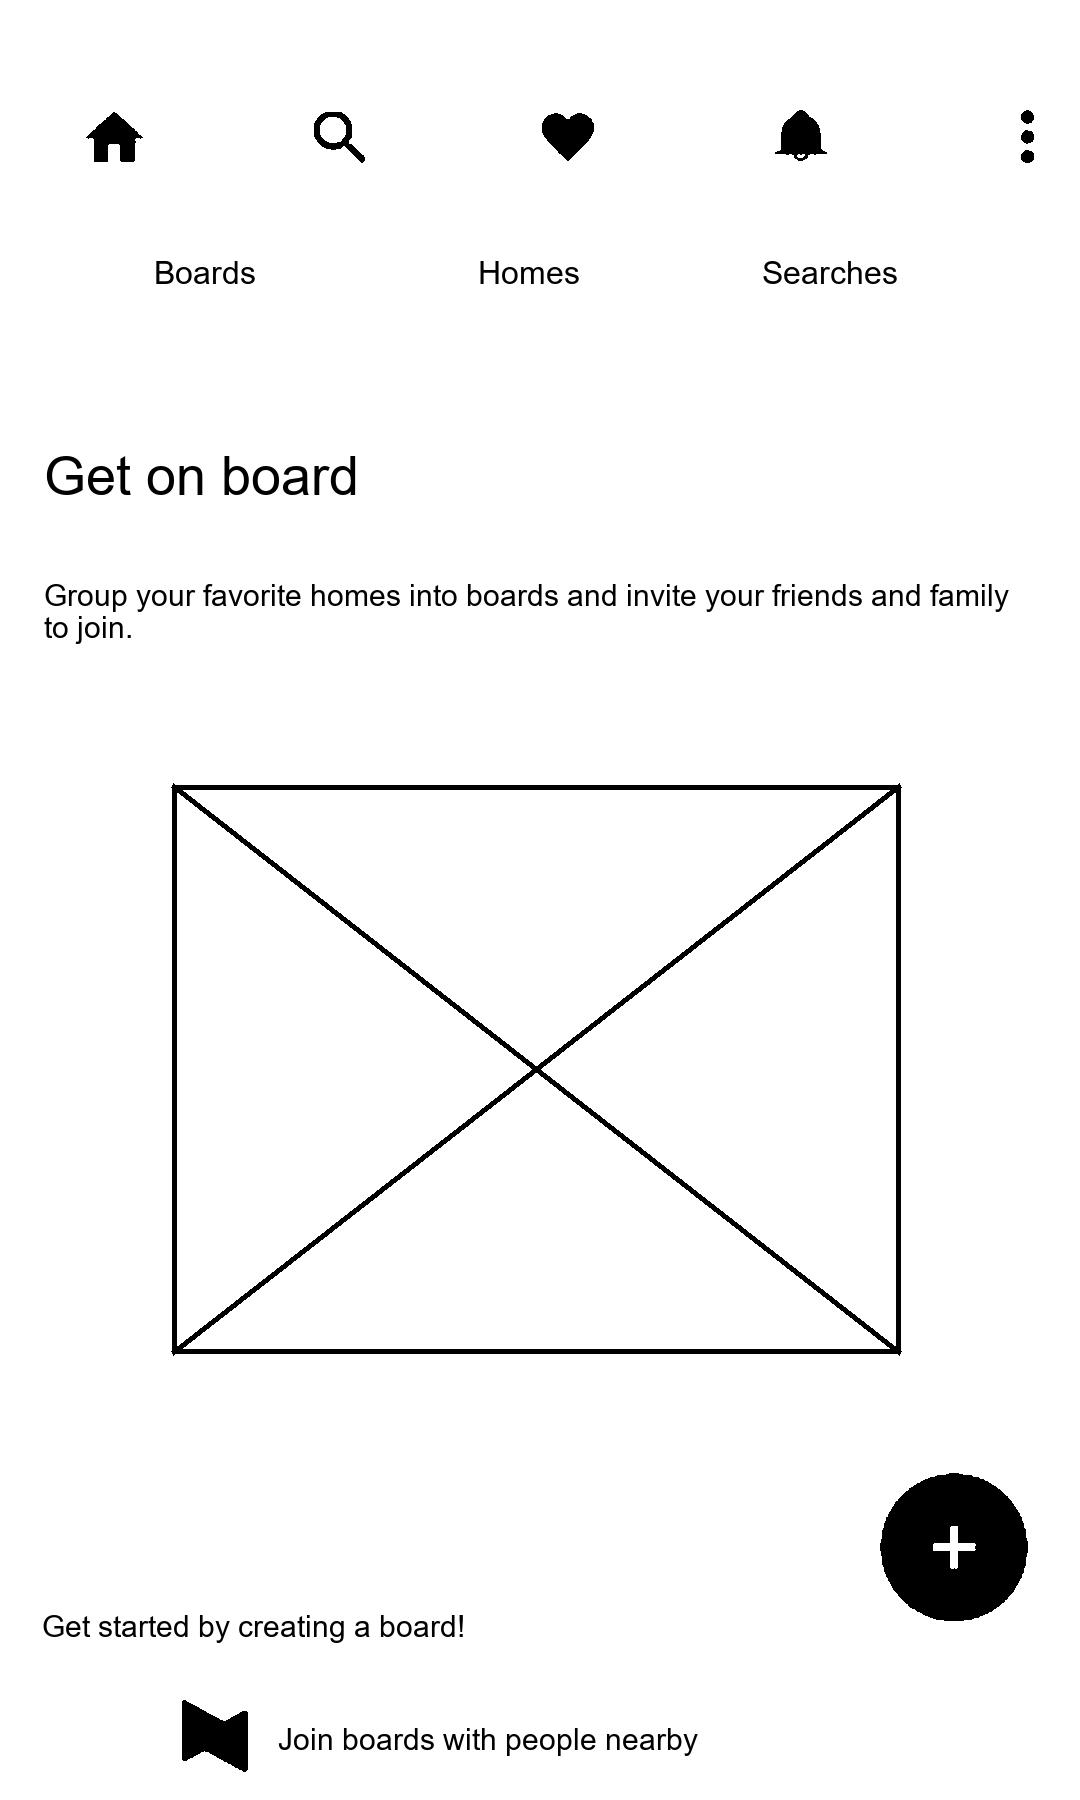 Boards Homes Searches
Get on board
Group your favorite homes into boards and invite your friends and family
to join.
Get started by creating a board!
Join boards with people nearby